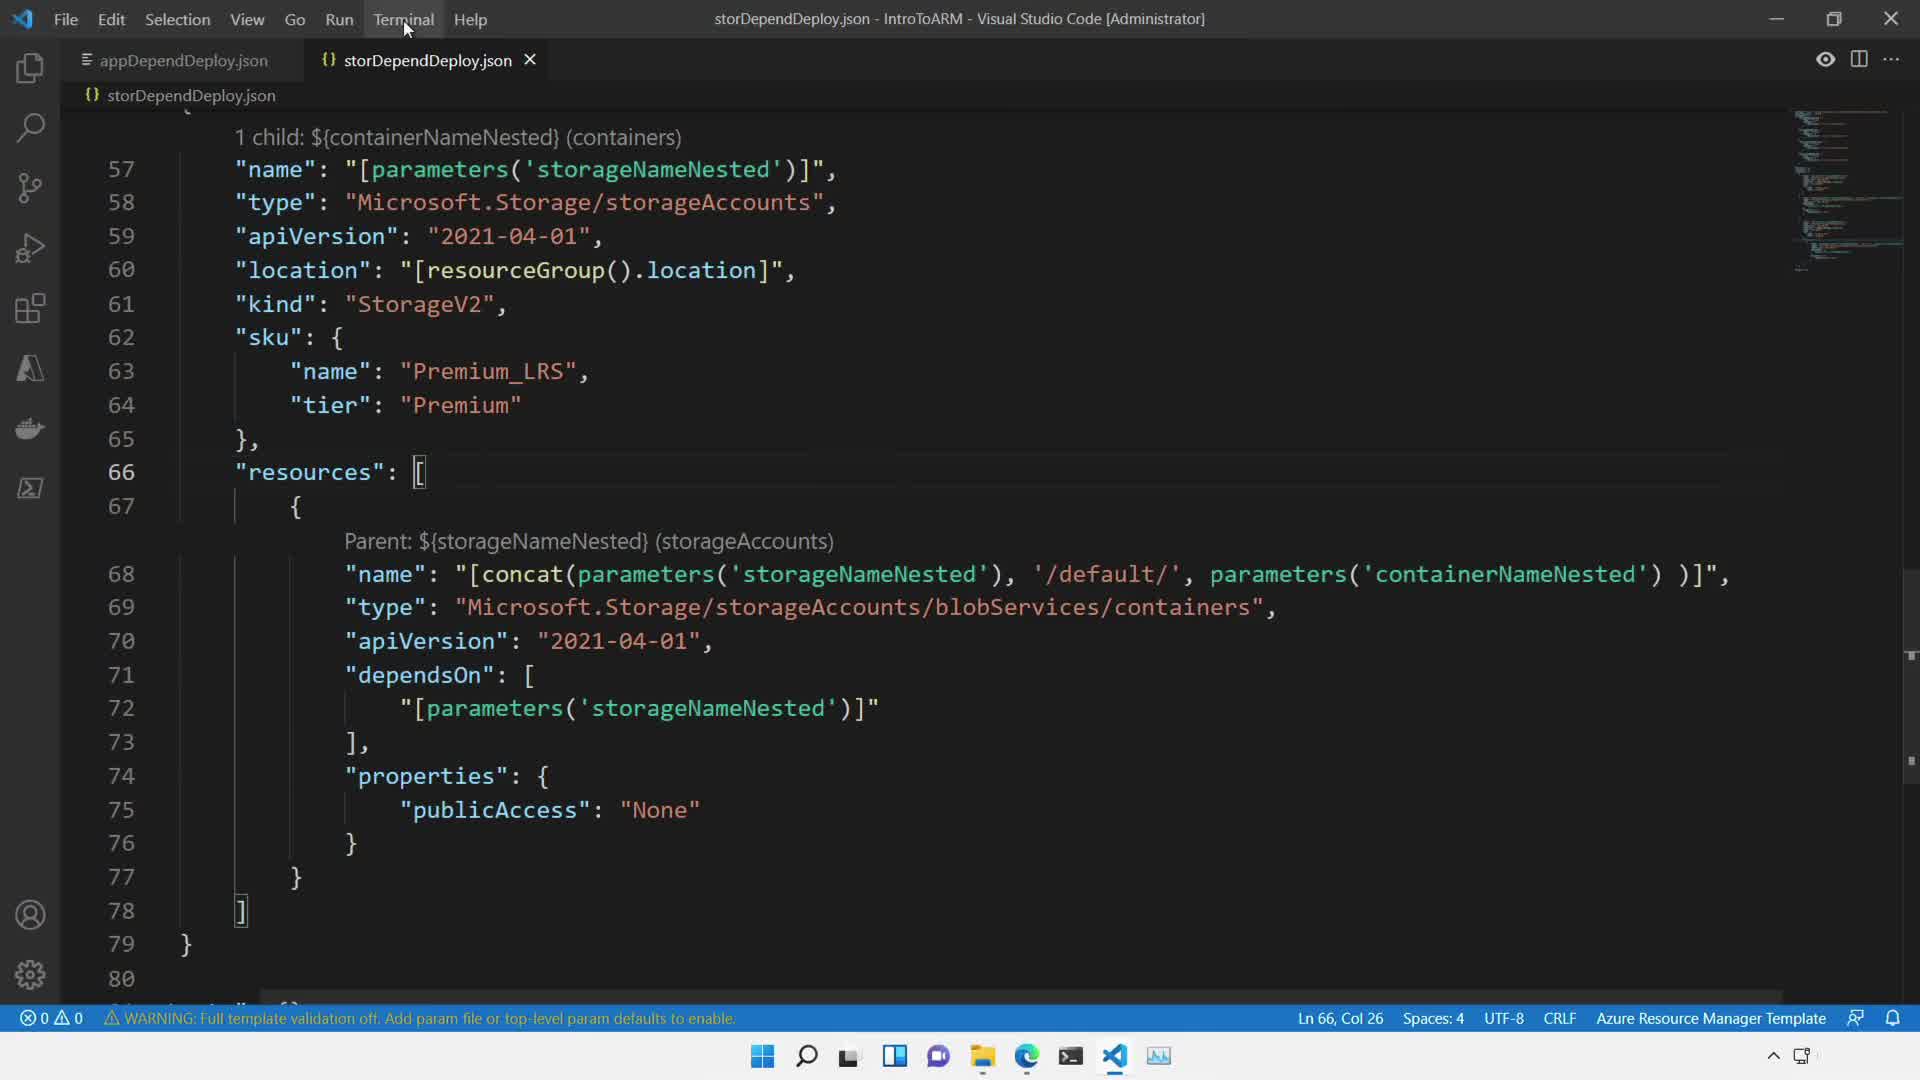 File Edit Selection View Go Run Terminal Help
storDependDeploy.json - IntroToARM - Visual Studio Code [Administrator]
appDependDeploy.json
storDependDeploy.json
storDependDeploy.json
1 child: ${containerNameNested} (containers)
57 "name": "[parameters('storageNameNested')]",
58 "type": "Microsoft.Storage/storageAccounts",
59 "apiVersion": "2021-04-01",
60 "location": "[resourceGroup().location]",
61 "kind": "StorageV2",
62 "sku": {
63 "name": "Premium_LRS",
64 "tier": "Premium"
65 },
66 "resources": [
67 {
Parent: ${storageNameNested} (storageAccounts)
68 "name": "[concat(parameters('storageNameNested'), '/default/', parameters('containerNameNested') )]",
69 "type": "Microsoft.Storage/storageAccounts/blobServices/containers",
70 "apiVersion": "2021-04-01",
71 "dependsOn": [
72 "[parameters('storageNameNested')]"
73 ],
74 "properties": {
75 "publicAccess": "None"
76 }
77 }
78 ]
79 }
80
0 0 WARNING: Full template validation off. Add param file or top-level param defaults to enable.
Ln 66, Col 26 Spaces: 4 UTF-8 CRLF Azure Resource Manager Template